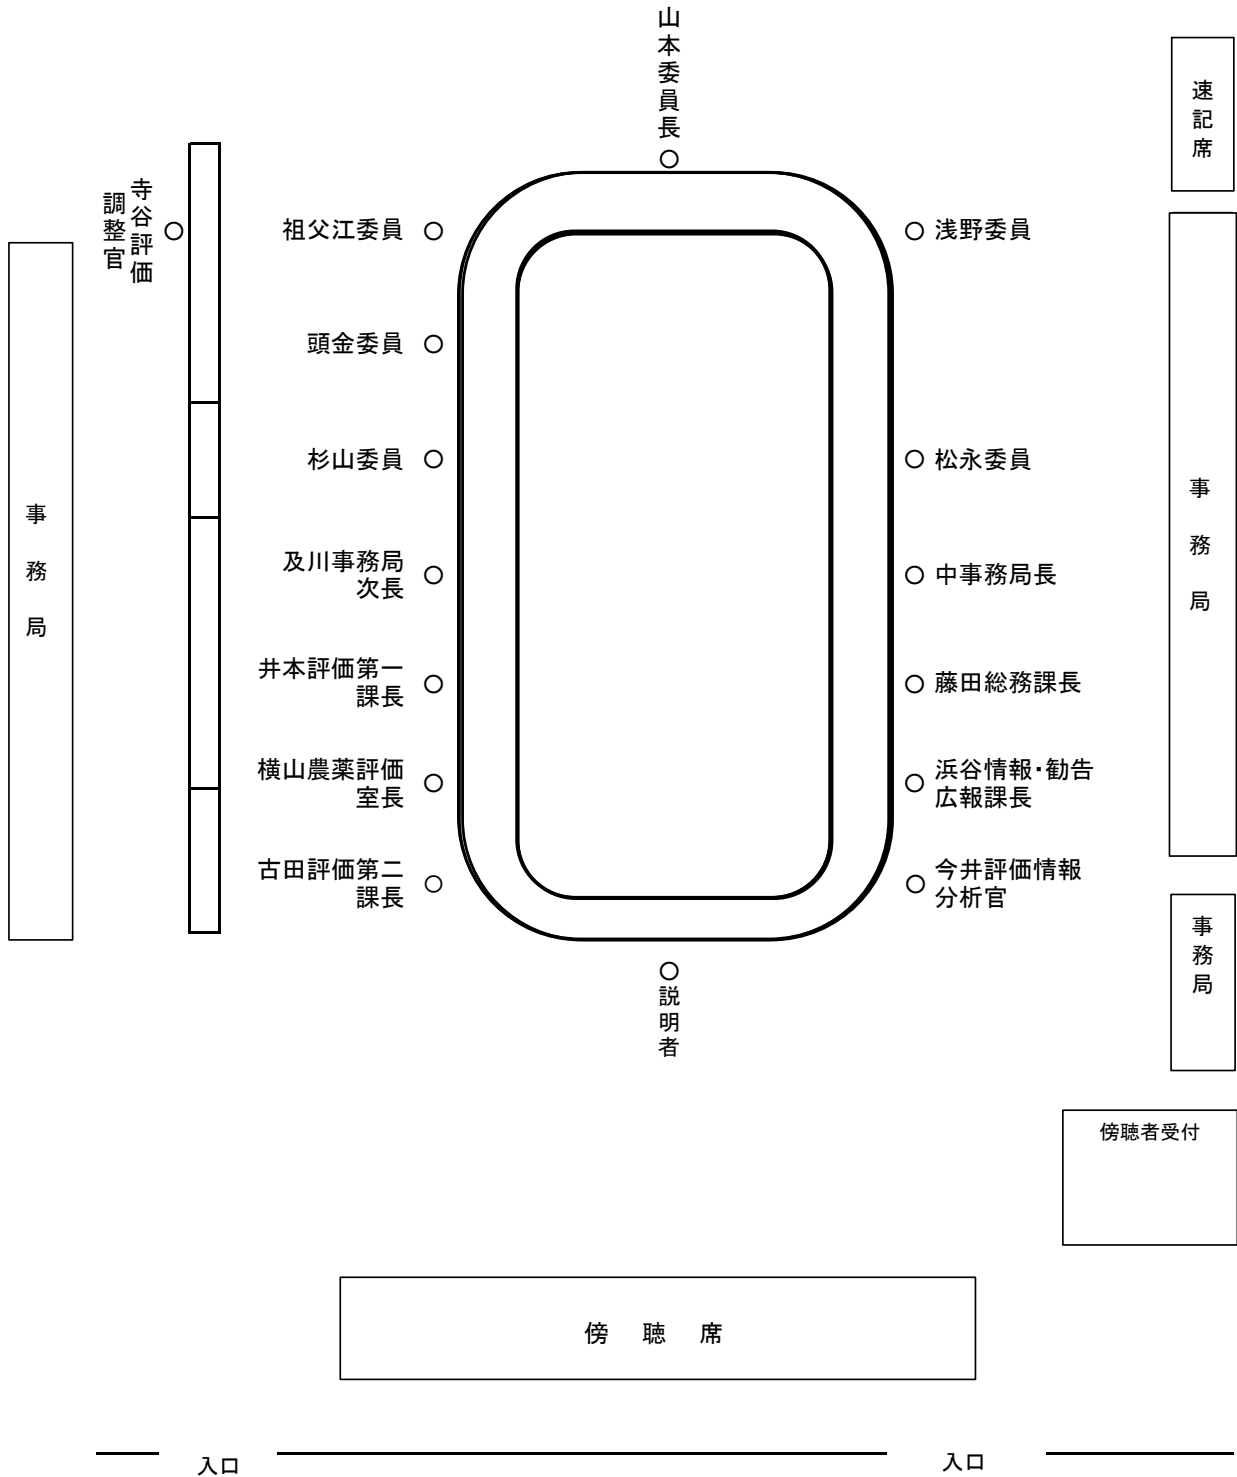 山本委員長
速記席
寺谷評価
調整官
祖父江委員
浅野委員
頭金委員
杉山委員
松永委員
事務局
事務局
及川事務局
次長
中事務局長
井本評価第一
課長
藤田総務課長
横山農薬評価
室長
浜谷情報・勧告
広報課長
古田評価第二
課長
今井評価情報
分析官
事務局
説明者
傍聴者受付
傍 聴 席
入口
入口